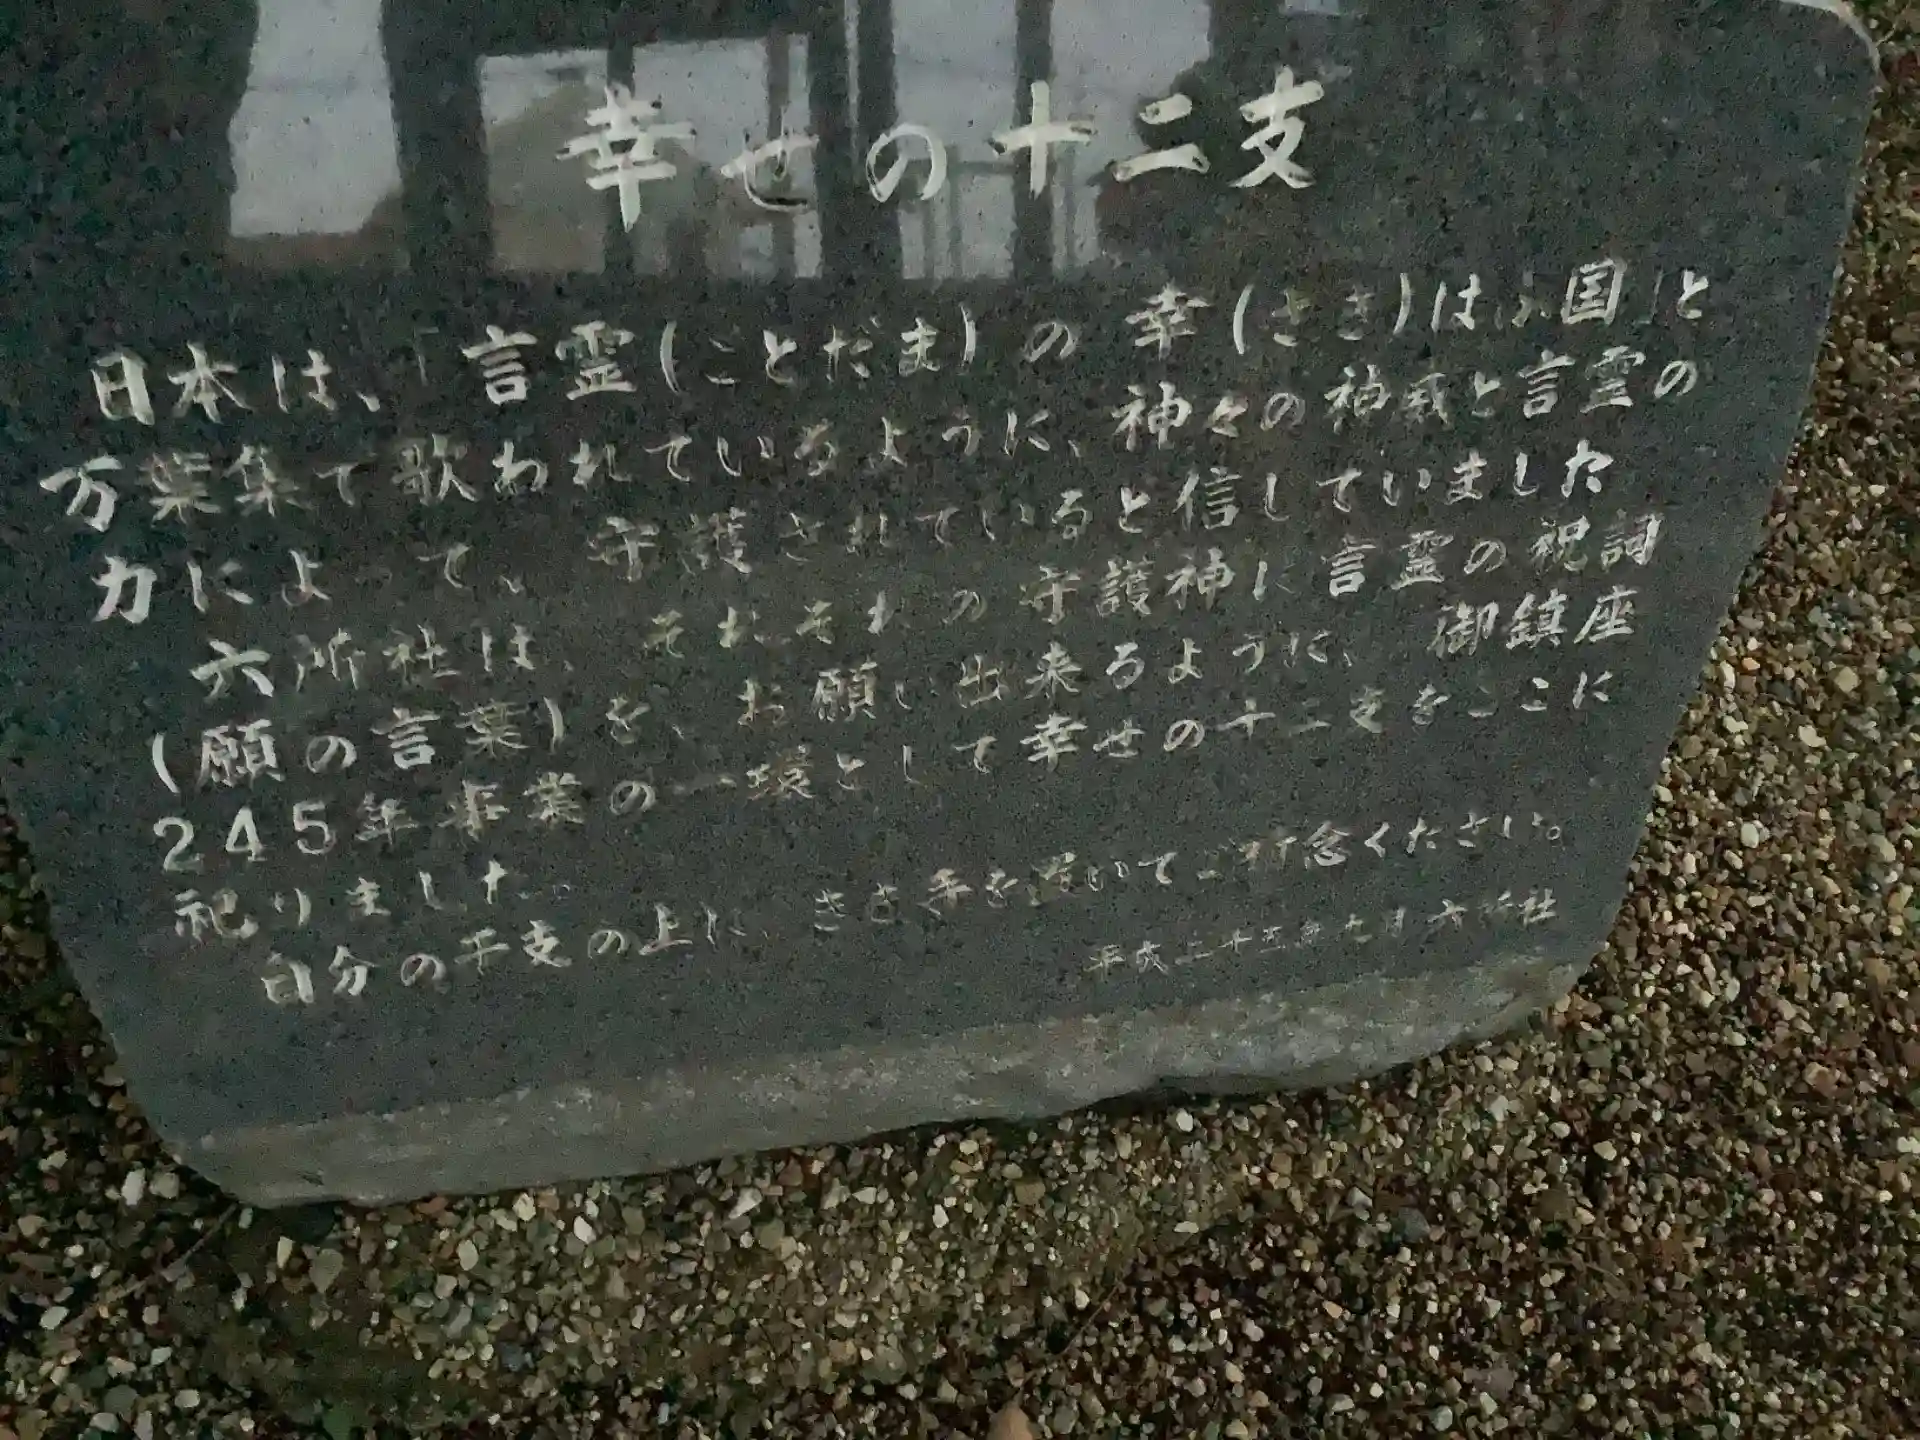 幸せの十二支
日本は、「言霊(ことだま)の幸(さき)はふ国」と
万葉集で歌われているように、神々の神威と言霊の
力によって、守護されていると信じていました
六所社は、それぞれの守護神に言霊の祝詞
(願の言葉)を、お願い出来るように、御鎮座
245年事業の一環として幸せの十二支をここに
祀りました。
自分の干支の上に、きき手を置いてご祈念ください。
平成二十五年七月 六所社